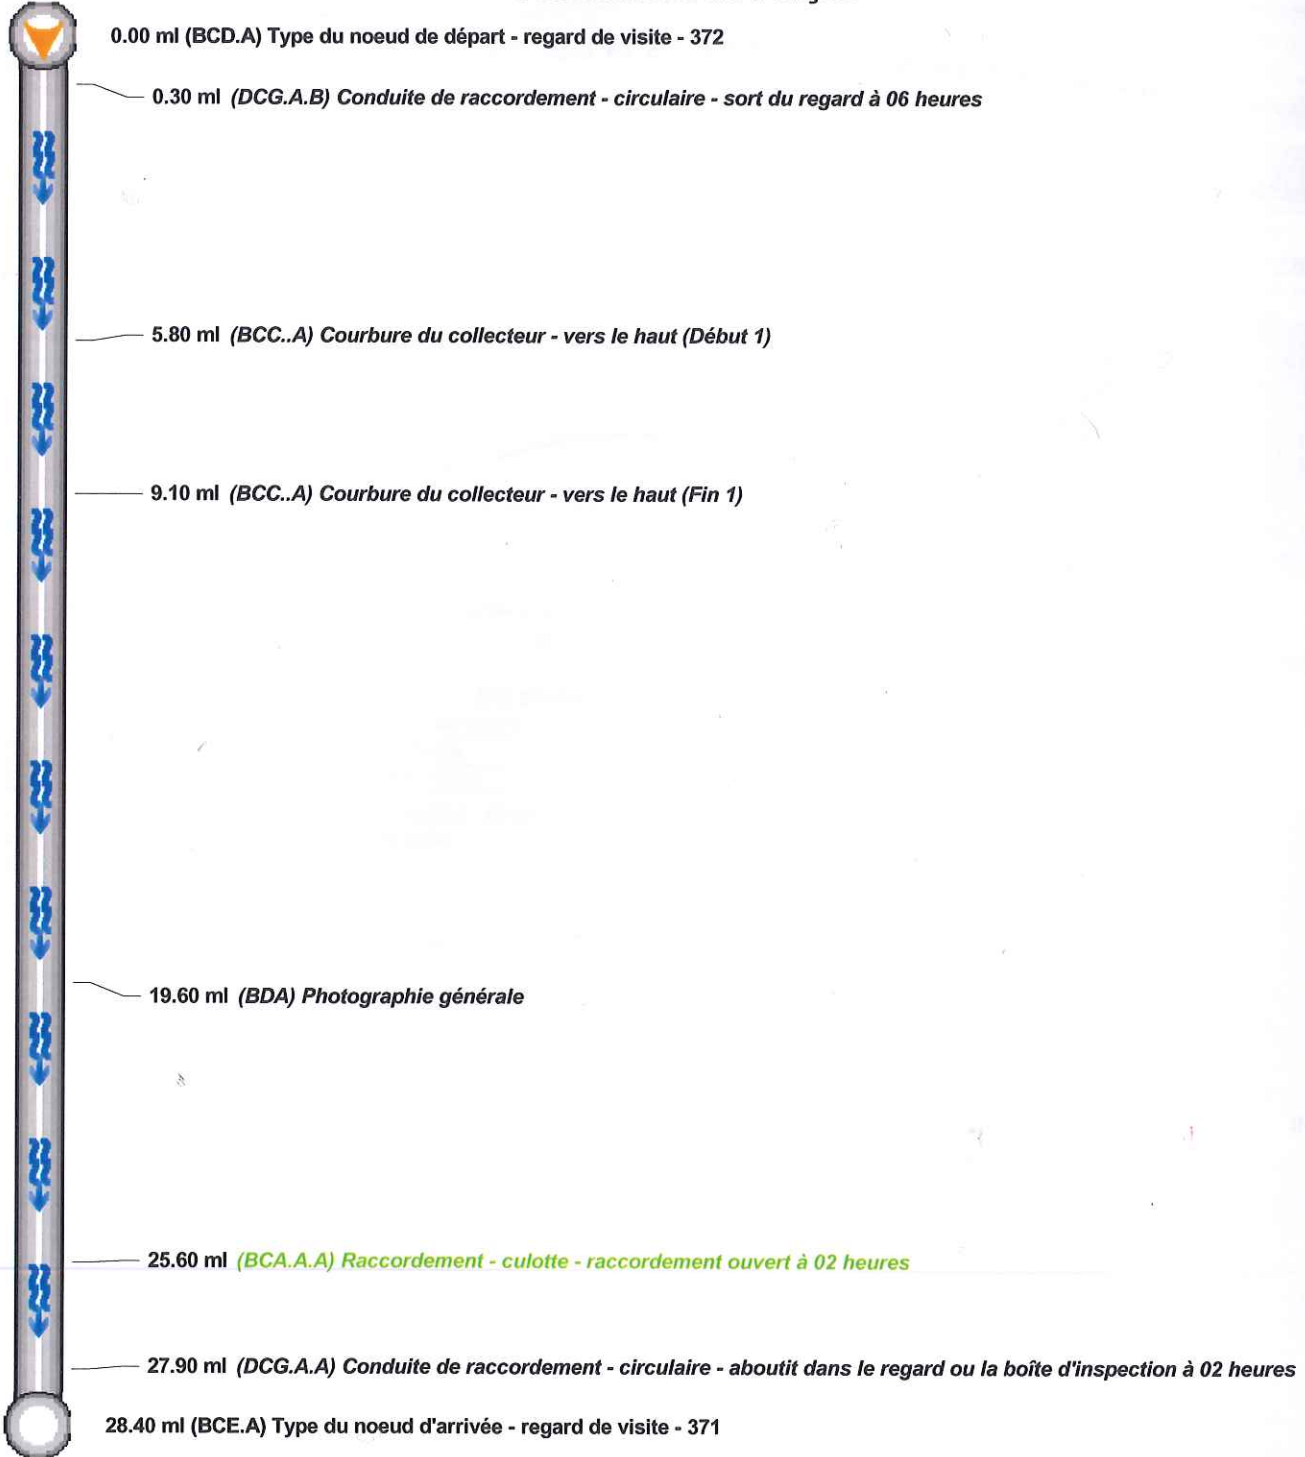 0.00 ml (BCD.A) Type du noeud de départ - regard de visite - 372
0.30 ml (DCG.A.B) Conduite de raccordement - circulaire - sort du regard à 06 heures
5.80 ml (BCC..A) Courbure du collecteur - vers le haut (Début 1)
9.10 ml (BCC..A) Courbure du collecteur - vers le haut (Fin 1)
19.60 ml (BDA) Photographie générale
25.60 ml (BCA.A.A) Raccordement - culotte - raccordement ouvert à 02 heures
27.90 ml (DCG.A.A) Conduite de raccordement - circulaire - aboutit dans le regard ou la boîte d'inspection à 02 heures
28.40 ml (BCE.A) Type du noeud d'arrivée - regard de visite - 371